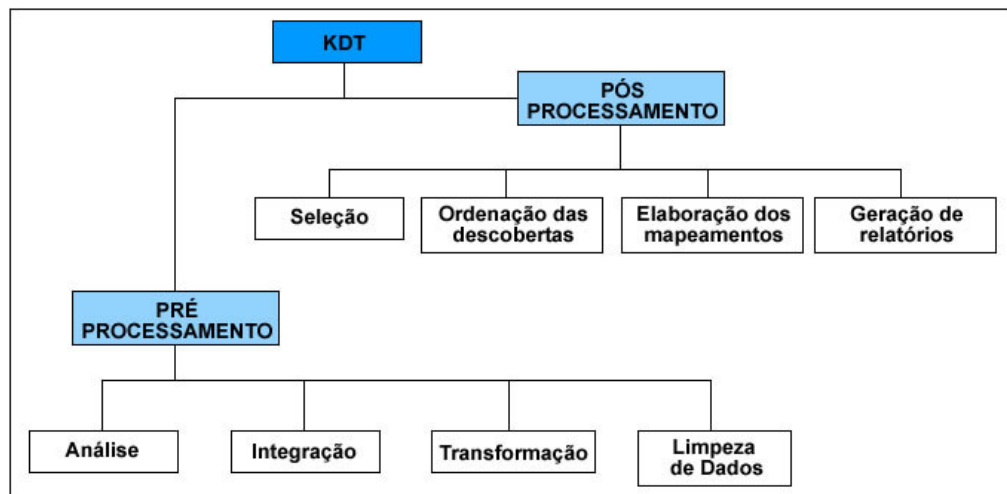 KDT
PÓS
PROCESSAMENTO
Seleção
Ordenação das
descobertas
Elaboração dos
mapeamentos
Geração de
relatórios
PRÉ
PROCESSAMENTO
Análise
Integração
Transformação
Limpeza
de Dados